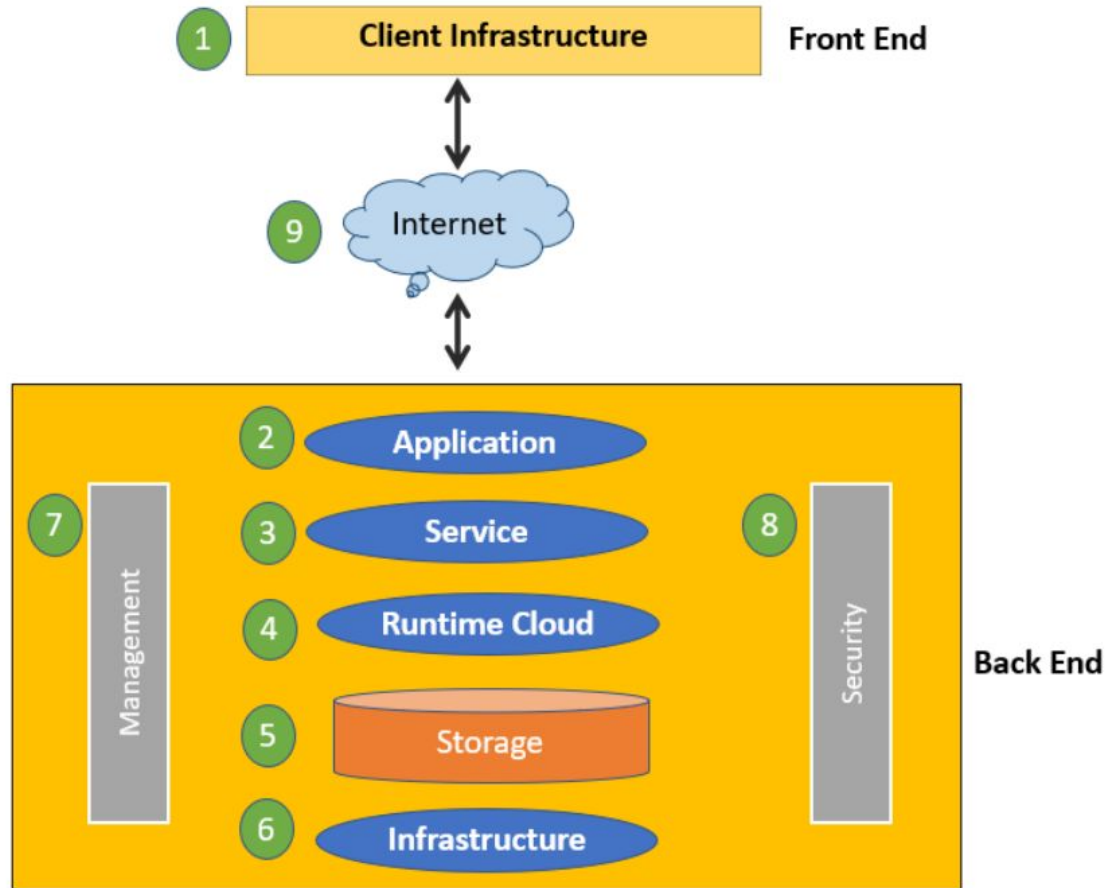 1
Client Infrastructure
Front End
9
Internet
2
Application
7
Management
3
Service
8
Security
4
Runtime Cloud
Back End
5
Storage
6
Infrastructure